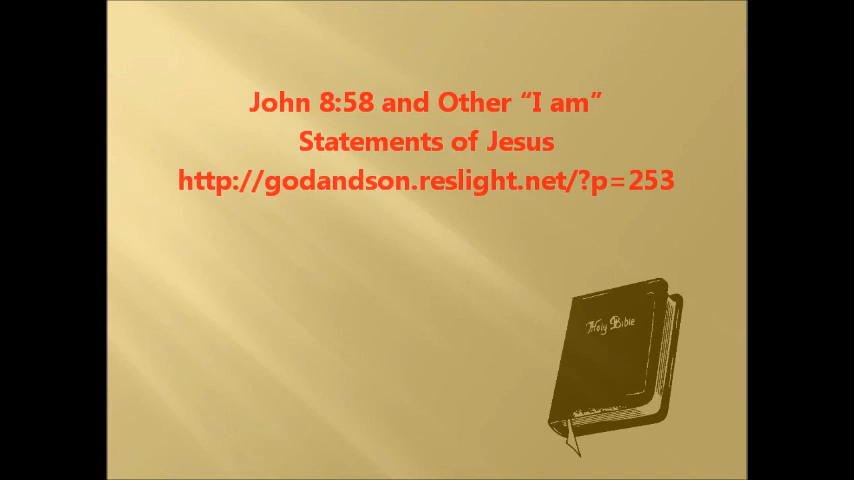 John 8:58 and Other “I am”
Statements of Jesus
http://godandson.reslight.net/?p=253
Holy Bible